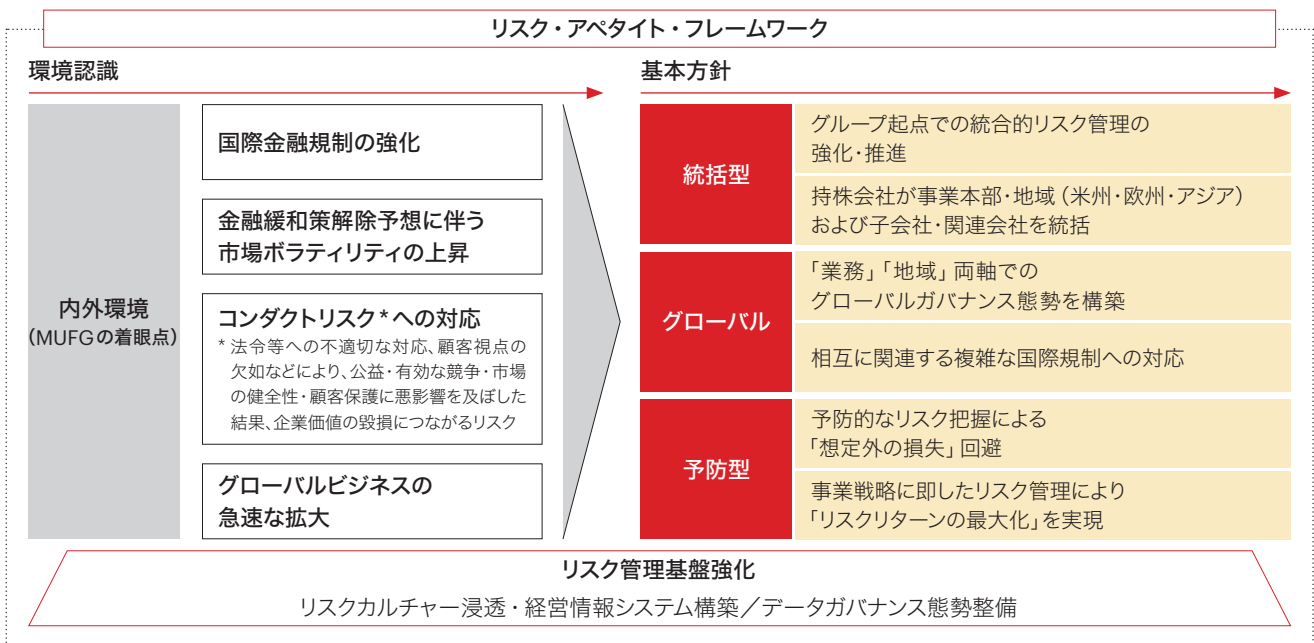 リスク・アペタイト・フレームワーク
環境認識
内外環境
(MUFGの着眼点)
国際金融規制の強化
金融緩和策解除予想に伴う
市場ボラティリティの上昇
コンダクトリスク*への対応
* 法令等への不適切な対応、顧客視点の
欠如などにより、公益・有効な競争・市場
の健全性・顧客保護に悪影響を及ぼした
結果、企業価値の毀損につながるリスク
グローバルビジネスの
急速な拡大
基本方針
統括型
グループ起点での統合的リスク管理の
強化・推進
持株会社が事業本部・地域（米州・欧州・アジア）
および子会社・関連会社を統括
グローバル
「業務」「地域」両軸での
グローバルガバナンス態勢を構築
相互に関連する複雑な国際規制への対応
予防型
予防的なリスク把握による
「想定外の損失」回避
事業戦略に即したリスク管理により
「リスクリターンの最大化」を実現
リスク管理基盤強化
リスクカルチャー浸透・経営情報システム構築／データガバナンス態勢整備